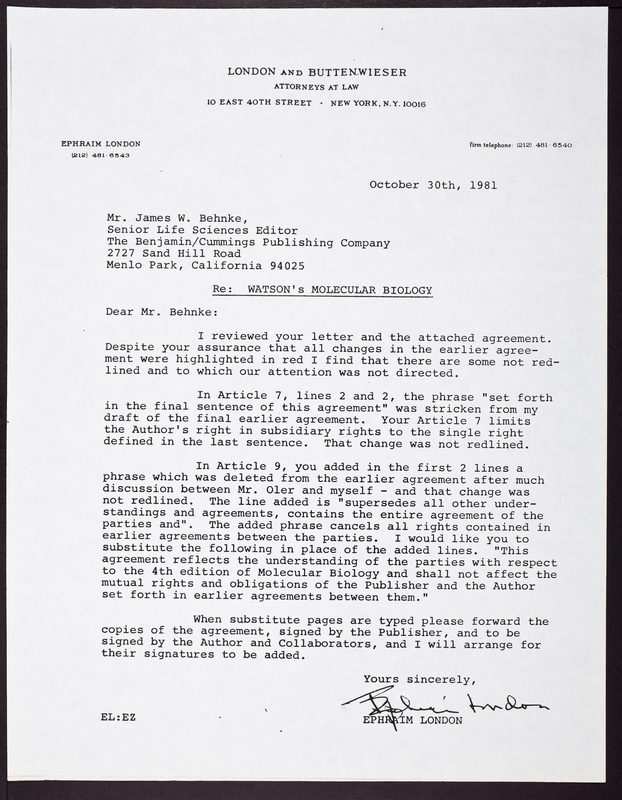 LONDON AND BUTTENWIESER
ATTORNEYS AT LAW
10 EAST 40TH STREET · NEW YORK, N.Y. 10016
EPHRAIM LONDON
(212) 481-6543
firm telephone: (212) 481-6540
October 30th, 1981
Mr. James W. Behnke,
Senior Life Sciences Editor
The Benjamin/Cummings Publishing Company
2727 Sand Hill Road
Menlo Park, California 94025
Re: WATSON's MOLECULAR BIOLOGY
Dear Mr. Behnke:
I reviewed your letter and the attached agreement.
Despite your assurance that all changes in the earlier agree-
ment were highlighted in red I find that there are some not red-
lined and to which our attention was not directed.
In Article 7, lines 2 and 2, the phrase "set forth
in the final sentence of this agreement" was stricken from my
draft of the final earlier agreement. Your Article 7 limits
the Author's right in subsidiary rights to the single right
defined in the last sentence. That change was not redlined.
In Article 9, you added in the first 2 lines a
phrase which was deleted from the earlier agreement after much
discussion between Mr. Oler and myself - and that change was
not redlined. The line added is "supersedes all other under-
standings and agreements, contains the entire agreement of the
parties and". The added phrase cancels all rights contained in
earlier agreements between the parties. I would like you to
substitute the following in place of the added lines. "This
agreement reflects the understanding of the parties with respect
to the 4th edition of Molecular Biology and shall not affect the
mutual rights and obligations of the Publisher and the Author
set forth in earlier agreements between them."
When substitute pages are typed please forward the
copies of the agreement, signed by the Publisher, and to be
signed by the Author and Collaborators, and I will arrange for
their signatures to be added.
Yours sincerely,
Ephraim London
EPHRAIM LONDON
EL:EZ